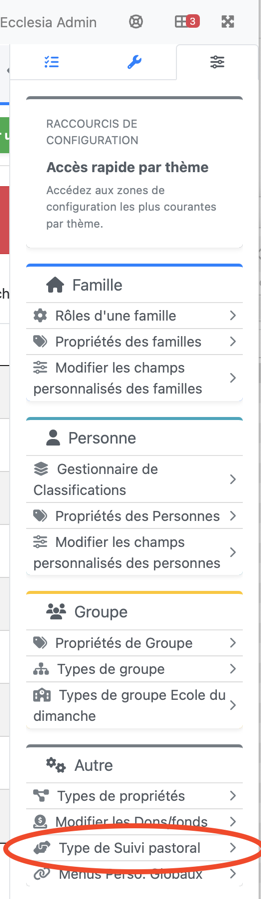 Ecclesia Admin
3
RACCOURCIS DE
CONFIGURATION
Accès rapide par thème
Accédez aux zones de
configuration les plus courantes
par thème.
Famille
Rôles d'une famille
Propriétés des familles
Modifier les champs
personnalisés des familles
Personne
Gestionnaire de
Classifications
Propriétés des Personnes
Modifier les champs
personnalisés des personnes
Groupe
Propriétés de Groupe
Types de groupe
Types de groupe Ecole du
dimanche
Autre
Types de propriétés
Modifier les Dons/fonds
Type de Suivi pastoral
Menus Perso. Globaux